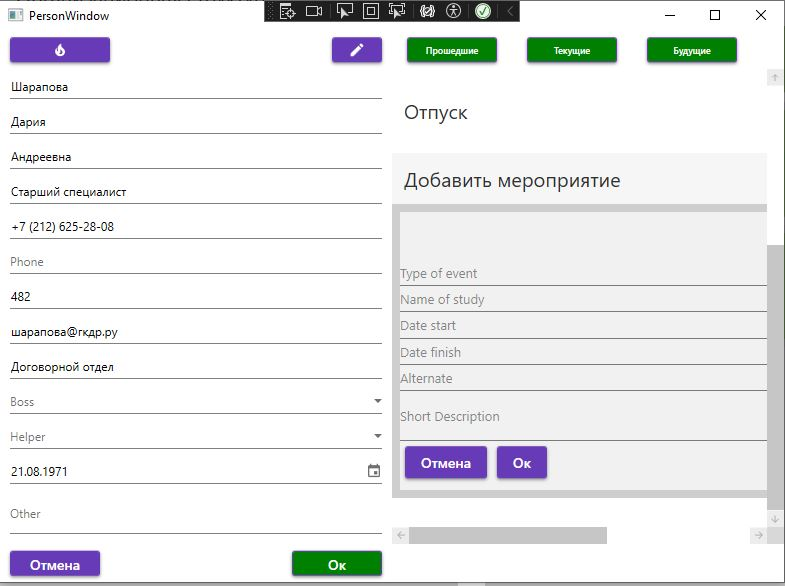 PersonWindow
Прошедшие
Текущие
Будущие
Шарапова
Дария
Андреевна
Старший специалист
+7 (212) 625-28-08
Phone
482
шарапова@гкдр.ру
Договорной отдел
Boss
Helper
21.08.1971
Other
Отмена
Ок
Отпуск
Добавить мероприятие
Type of event
Name of study
Date start
Date finish
Alternate
Short Description
Отмена
Ок